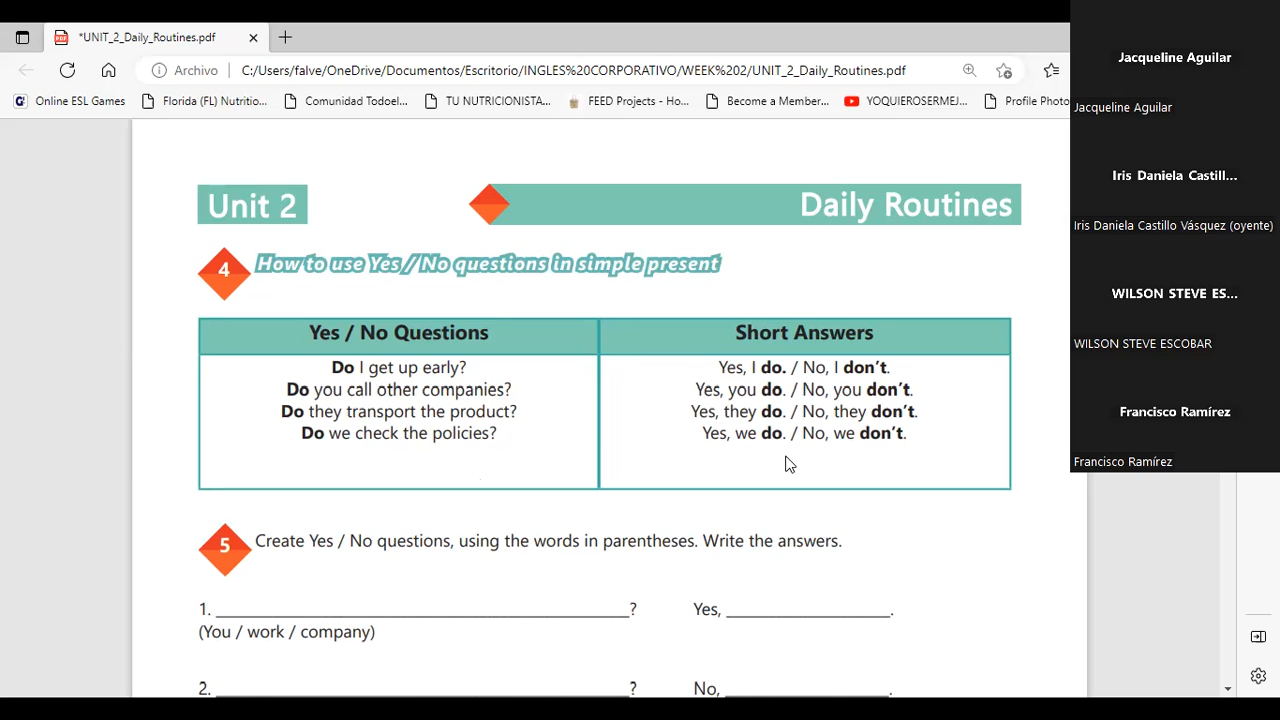 *UNIT_2_Daily_Routines.pdf
Archivo C:/Users/falve/OneDrive/Documentos/Escritorio/INGLES%20CORPORATIVO/WEEK%202/UNIT_2_Daily_Routines.pdf
Online ESL Games Florida (FL) Nutritio... Comunidad Todoel... TU NUTRICIONISTA... FEED Projects - Ho... Become a Member... YOQUIEROSERMEJ... Profile Photo
Unit 2 Daily Routines
4 How to use Yes / No questions in simple present
Yes / No Questions Short Answers
Do I get up early? Yes, I do. / No, I don't.
Do you call other companies? Yes, you do. / No, you don't.
Do they transport the product? Yes, they do. / No, they don't.
Do we check the policies? Yes, we do. / No, we don't.
5 Create Yes / No questions, using the words in parentheses. Write the answers.
1. ____________________? Yes, __________.
(You / work / company)
2. ____________________? No, __________.
Jacqueline Aguilar
Jacqueline Aguilar
Iris Daniela Castill...
Iris Daniela Castillo Vásquez (oyente)
WILSON STEVE ES...
WILSON STEVE ESCOBAR
Francisco Ramírez
Francisco Ramírez